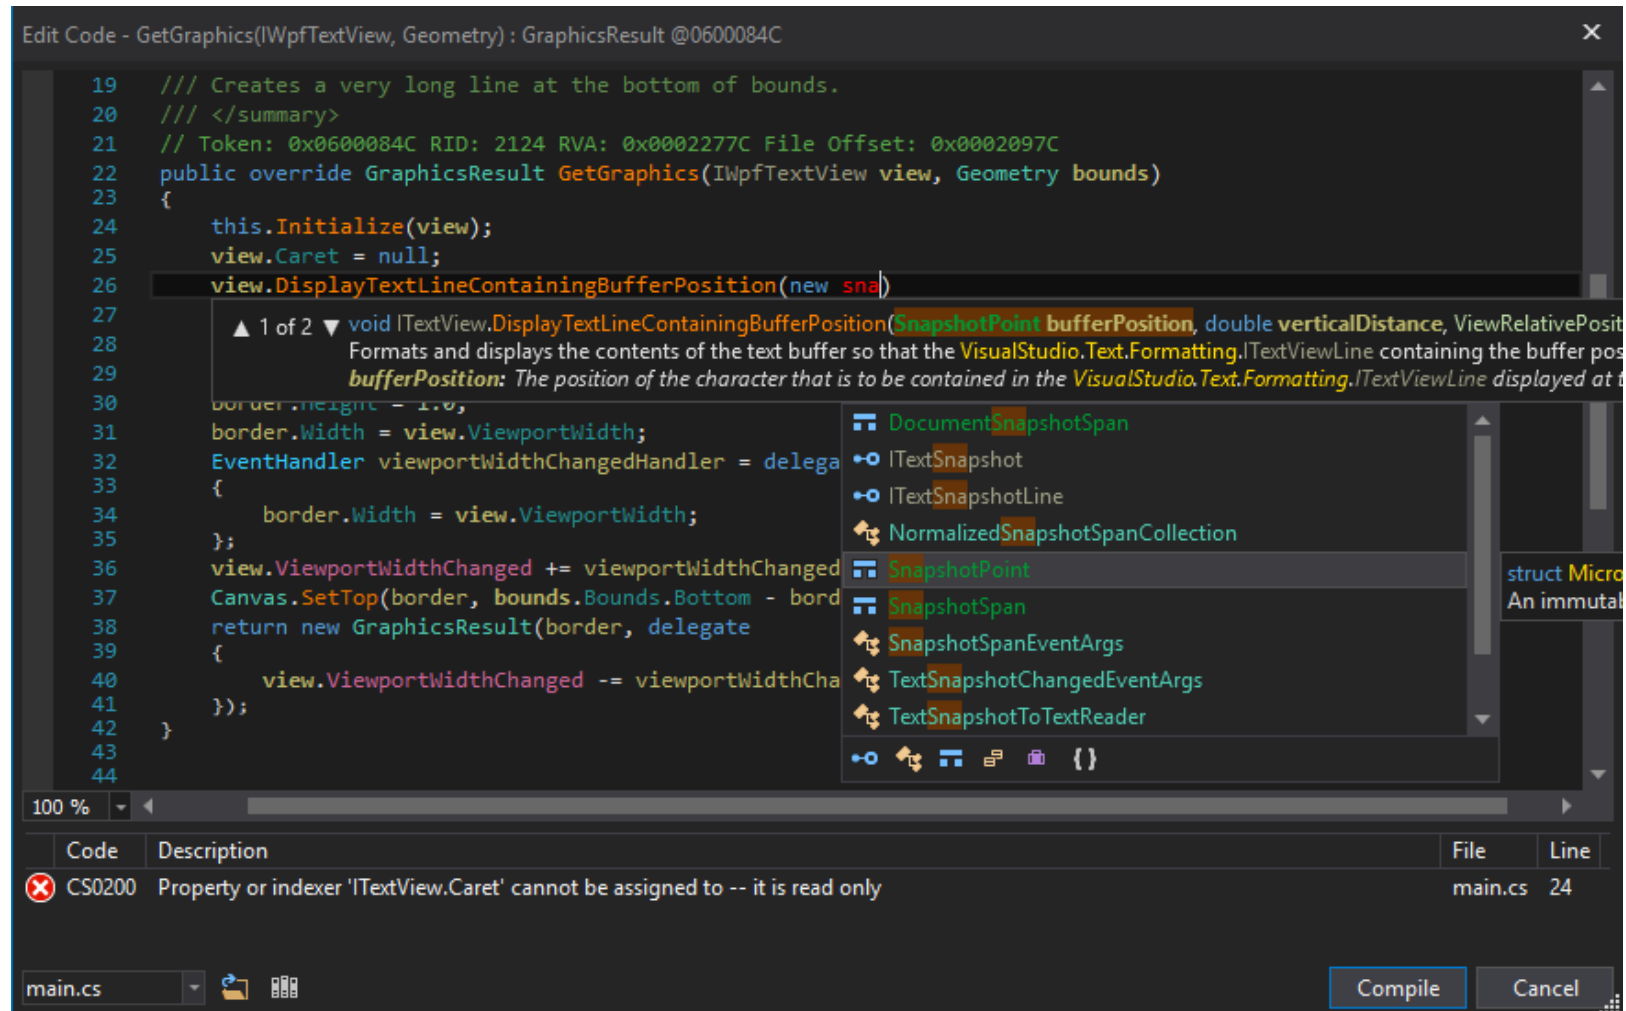 Edit Code - GetGraphics(IWpfTextView, Geometry) : GraphicsResult @0600084C
19 /// Creates a very long line at the bottom of bounds.
20 /// </summary>
21 // Token: 0x0600084C RID: 2124 RVA: 0x0002277C File Offset: 0x0002097C
22 public override GraphicsResult GetGraphics(IWpfTextView view, Geometry bounds)
23 {
24 this.Initialize(view);
25 view.Caret = null;
26 view.DisplayTextLineContainingBufferPosition(new sna)
27
▲ 1 of 2 ▼ void ITextView.DisplayTextLineContainingBufferPosition(SnapshotPoint bufferPosition, double verticalDistance, ViewRelativePosit
28
Formats and displays the contents of the text buffer so that the VisualStudio.Text.Formatting.ITextViewLine containing the buffer pos
29
bufferPosition: The position of the character that is to be contained in the VisualStudio.Text.Formatting.ITextViewLine displayed at t
30 border.Height = 1.0;
31 border.Width = view.ViewportWidth;
32 EventHandler viewportWidthChangedHandler = delega
33 {
34 border.Width = view.ViewportWidth;
35 };
36 view.ViewportWidthChanged += viewportWidthChanged
37 Canvas.SetTop(border, bounds.Bounds.Bottom - bord
38 return new GraphicsResult(border, delegate
39 {
40 view.ViewportWidthChanged -= viewportWidthCha
41 });
42 }
43
44
DocumentSnapshotSpan
ITextSnapshot
ITextSnapshotLine
NormalizedSnapshotSpanCollection
SnapshotPoint
SnapshotSpan
SnapshotSpanEventArgs
TextSnapshotChangedEventArgs
TextSnapshotToTextReader
{ }
struct Micro
An immutab
100 %
Code Description File Line
CS0200 Property or indexer 'ITextView.Caret' cannot be assigned to -- it is read only main.cs 24
main.cs
Compile Cancel